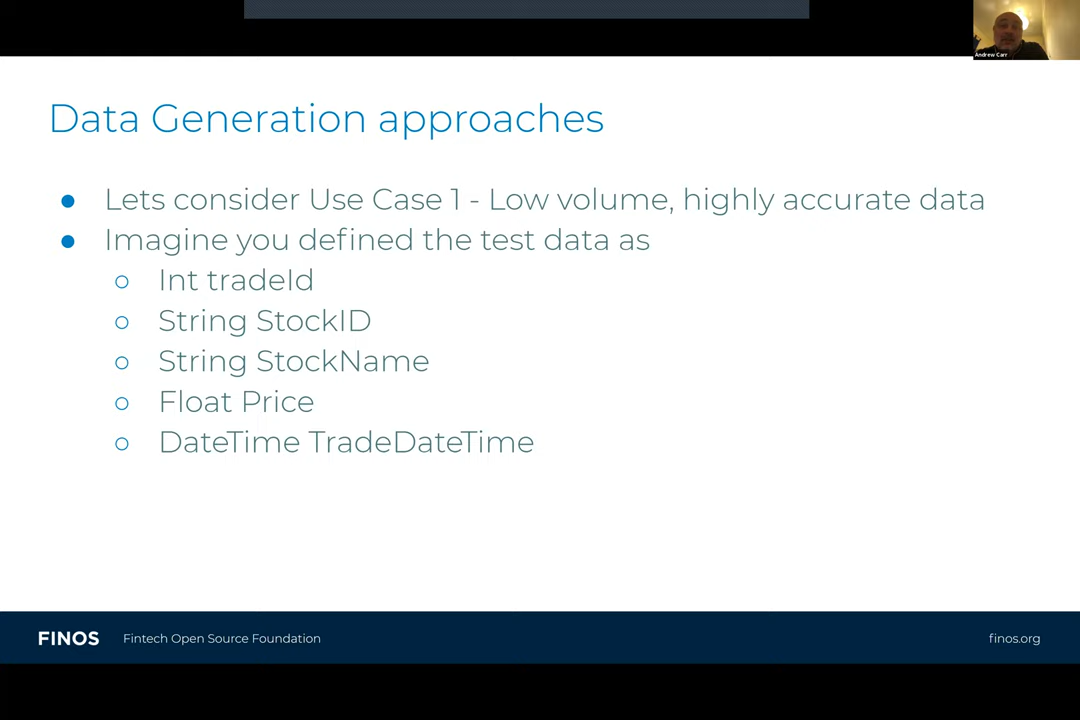 Andrew Carr
Data Generation approaches
● Lets consider Use Case 1 - Low volume, highly accurate data
● Imagine you defined the test data as
○ Int tradeId
○ String StockID
○ String StockName
○ Float Price
○ DateTime TradeDateTime
FINOS Fintech Open Source Foundation finos.org